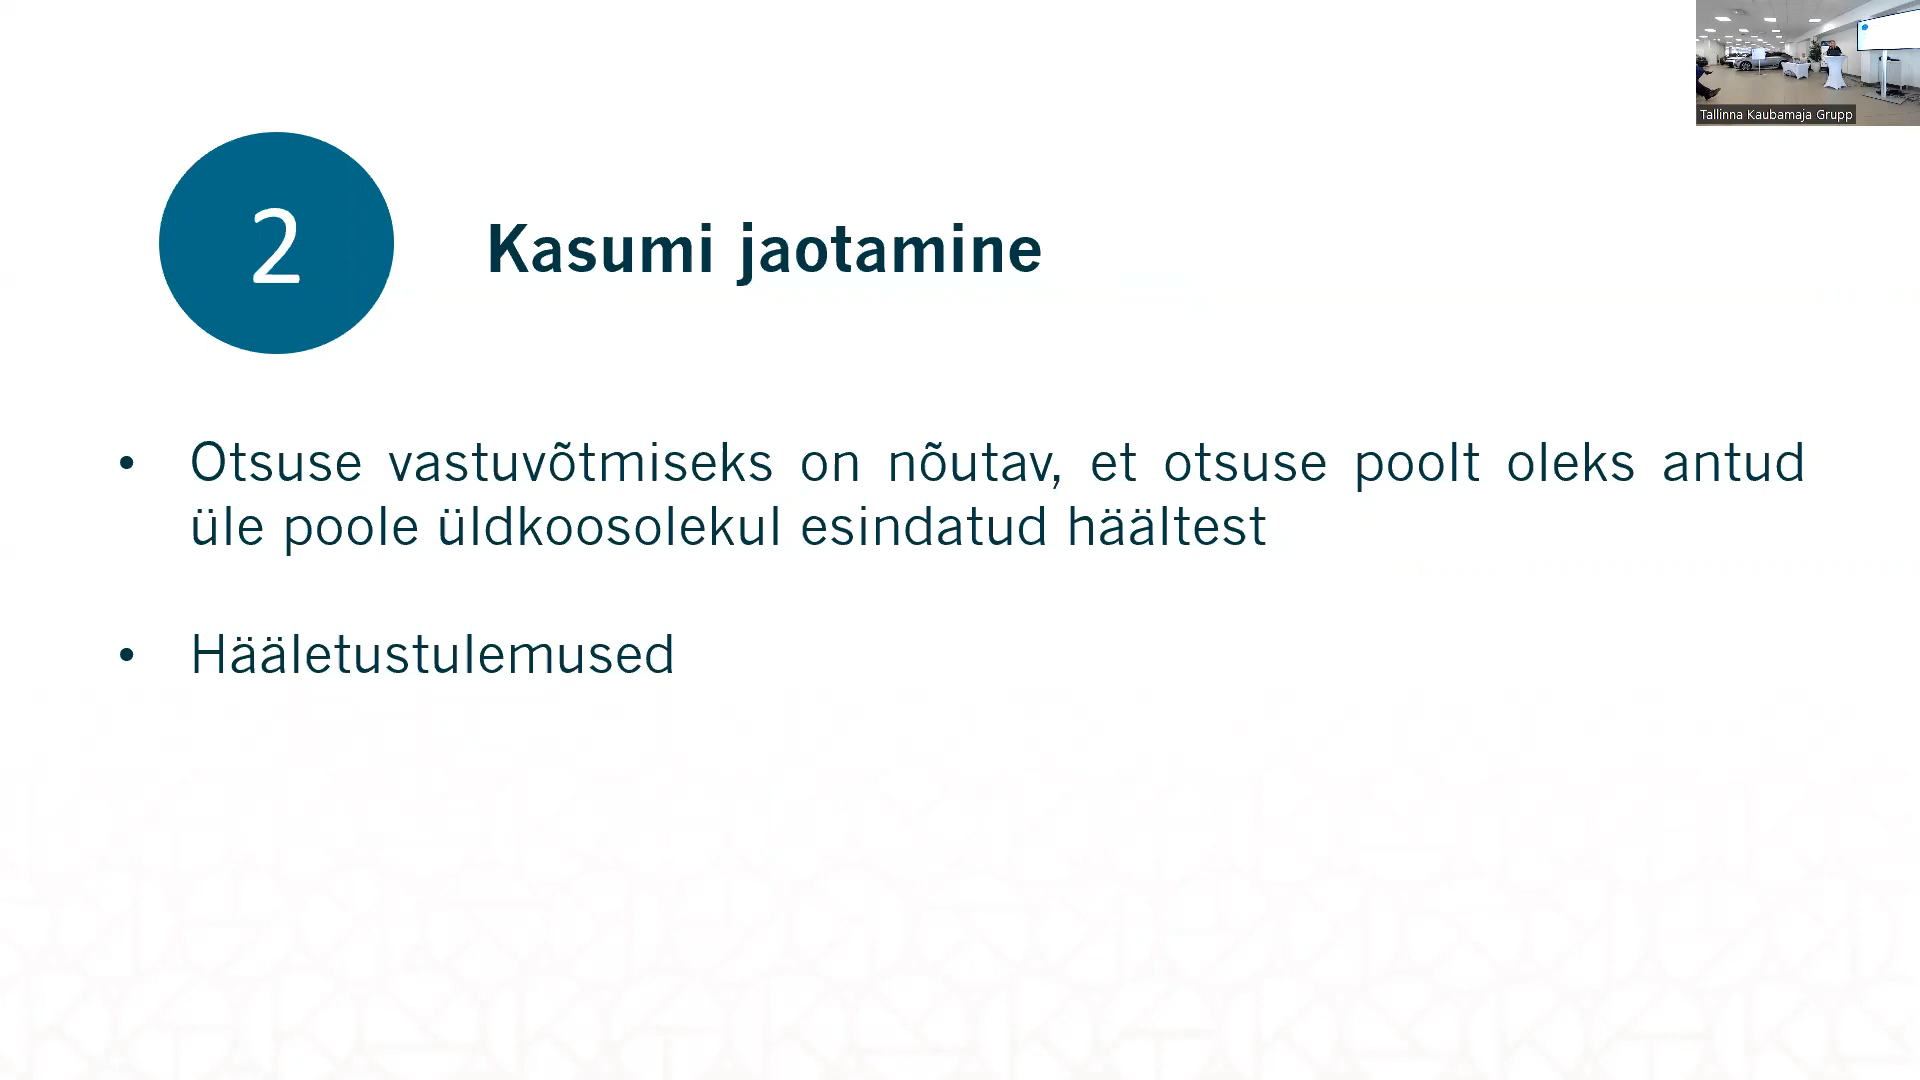 Tallinna Kaubamaja Grupp
2
Kasumi jaotamine
• Otsuse vastuvõtmiseks on nõutav, et otsuse poolt oleks antud
üle poole üldkoosolekul esindatud häältest
• Hääletustulemused